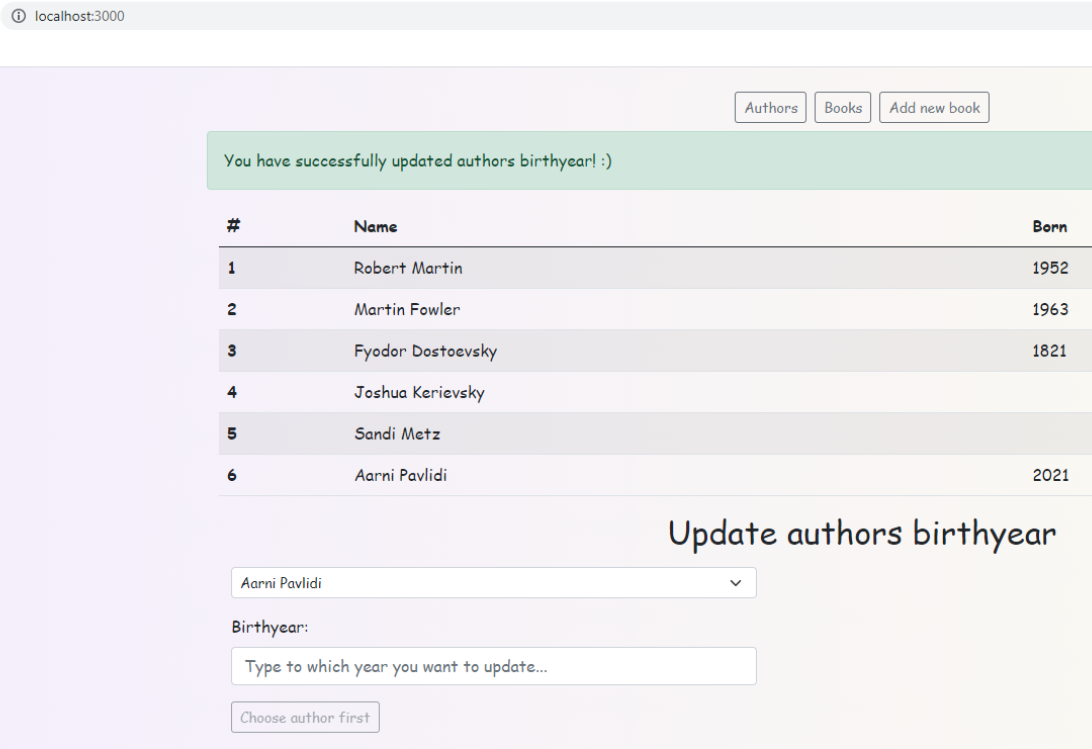 localhost:3000
Authors Books Add new book
You have successfully updated authors birthyear! :)
# Name Born
1 Robert Martin 1952
2 Martin Fowler 1963
3 Fyodor Dostoevsky 1821
4 Joshua Kerievsky
5 Sandi Metz
6 Aarni Pavlidi 2021
Update authors birthyear
Aarni Pavlidi
Birthyear:
Type to which year you want to update...
Choose author first